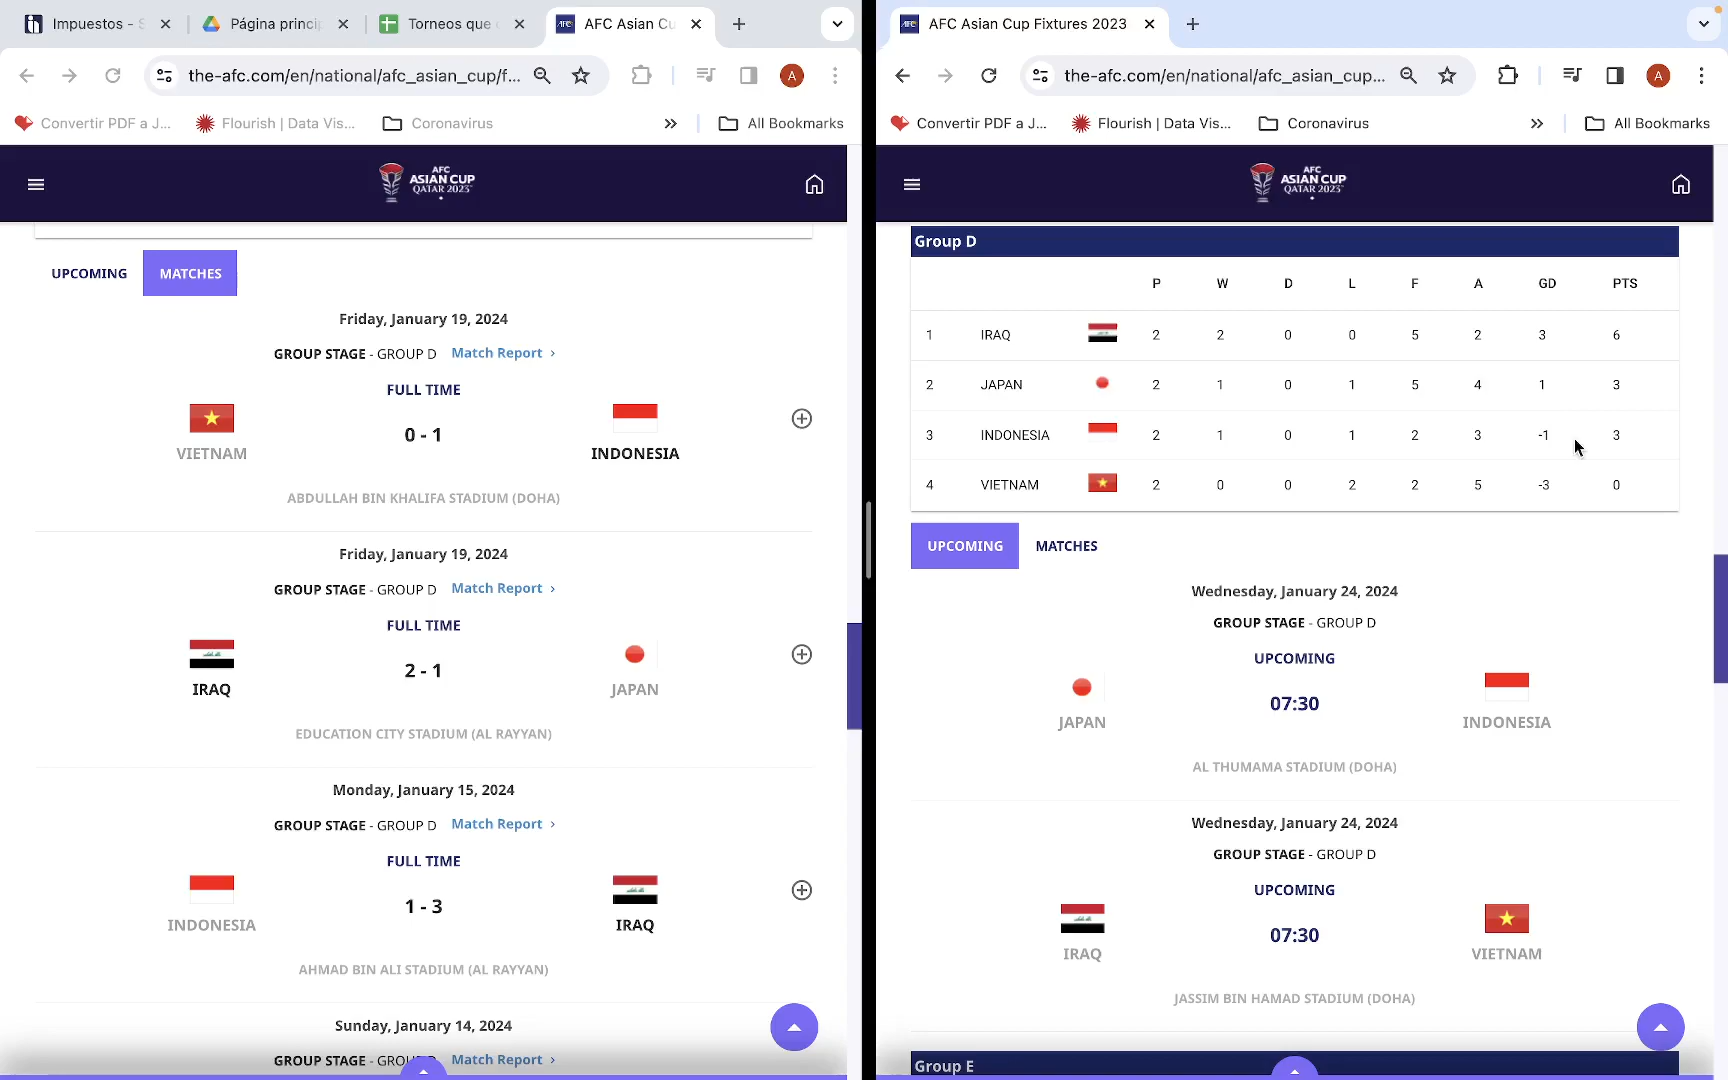 Impuestos - S
Página princip
Torneos que
AFC Asian Cu
the-afc.com/en/national/afc_asian_cup/f...
A
Convertir PDF a J...
Flourish | Data Vis...
Coronavirus
All Bookmarks
AFC
ASIAN CUP
QATAR 2023
UPCOMING
MATCHES
Friday, January 19, 2024
GROUP STAGE - GROUP D Match Report
FULL TIME
0 - 1
VIETNAM
INDONESIA
ABDULLAH BIN KHALIFA STADIUM (DOHA)
Friday, January 19, 2024
GROUP STAGE - GROUP D Match Report
FULL TIME
2 - 1
IRAQ
JAPAN
EDUCATION CITY STADIUM (AL RAYYAN)
Monday, January 15, 2024
GROUP STAGE - GROUP D Match Report
FULL TIME
1 - 3
INDONESIA
IRAQ
AHMAD BIN ALI STADIUM (AL RAYYAN)
Sunday, January 14, 2024
GROUP STAGE - GROUP D Match Report
AFC Asian Cup Fixtures 2023
the-afc.com/en/national/afc_asian_cup...
A
Convertir PDF a J...
Flourish | Data Vis...
Coronavirus
All Bookmarks
AFC
ASIAN CUP
QATAR 2023
Group D
P W D L F A GD PTS
1 IRAQ 2 2 0 0 5 2 3 6
2 JAPAN 2 1 0 1 5 4 1 3
3 INDONESIA 2 1 0 1 2 3 -1 3
4 VIETNAM 2 0 0 2 2 5 -3 0
UPCOMING
MATCHES
Wednesday, January 24, 2024
GROUP STAGE - GROUP D
UPCOMING
07:30
JAPAN
INDONESIA
AL THUMAMA STADIUM (DOHA)
Wednesday, January 24, 2024
GROUP STAGE - GROUP D
UPCOMING
07:30
IRAQ
VIETNAM
JASSIM BIN HAMAD STADIUM (DOHA)
Group E